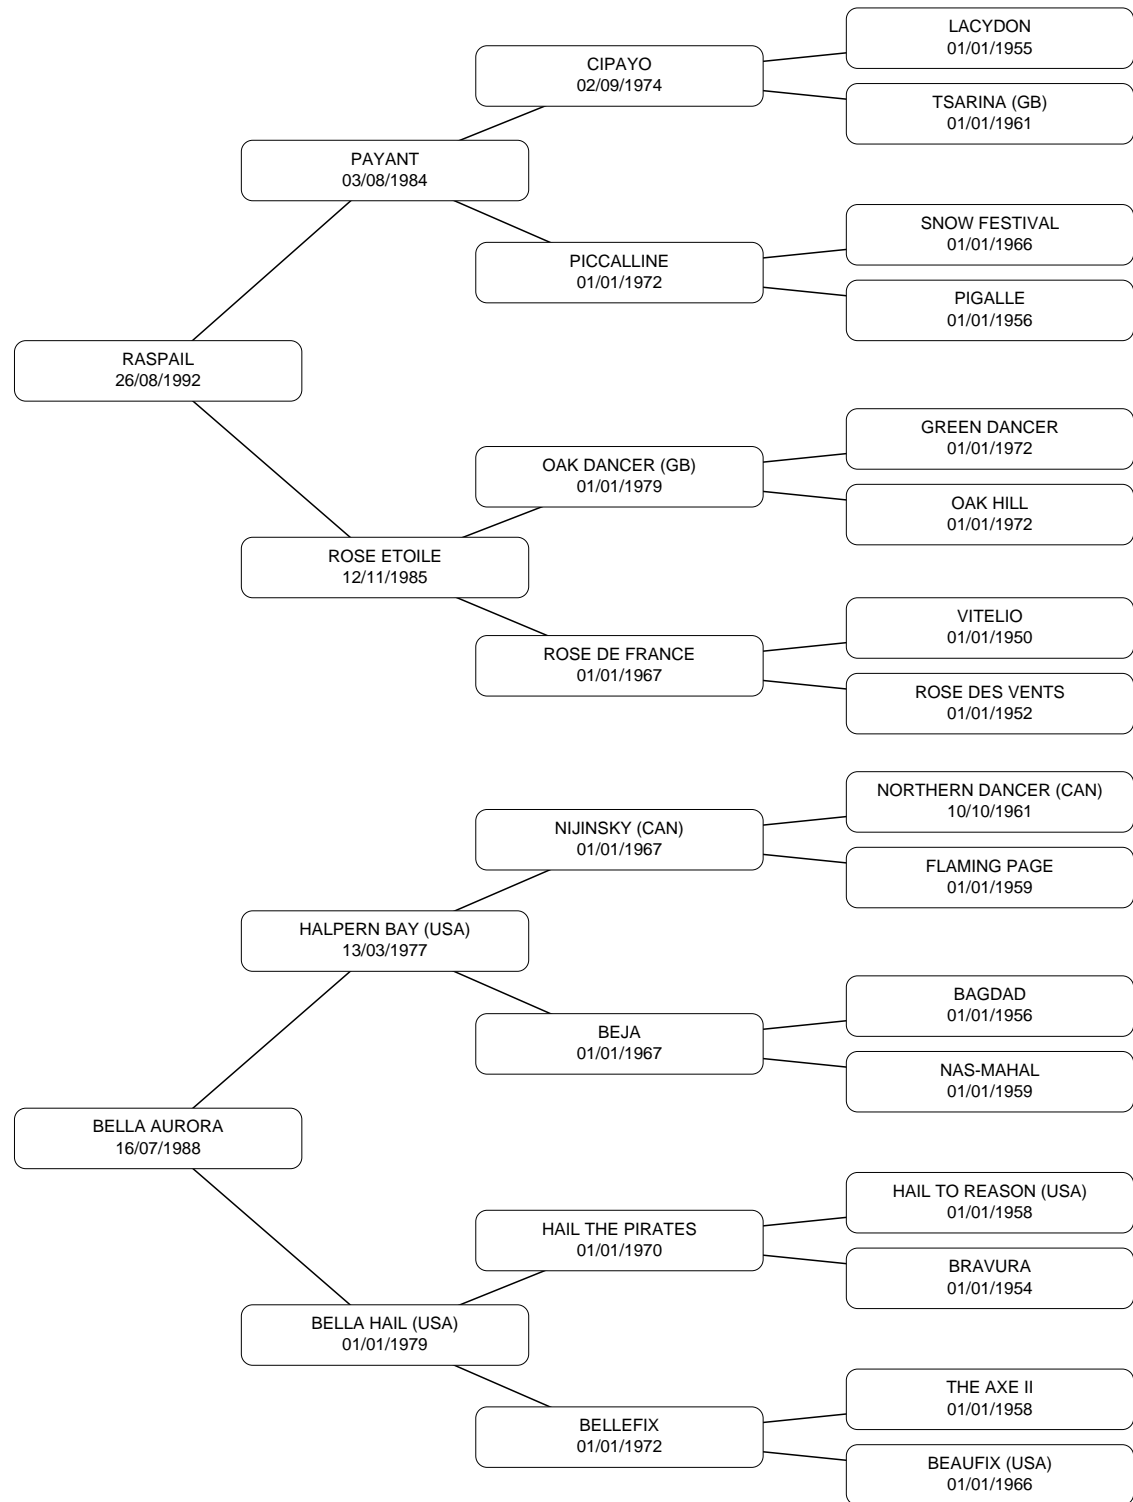 LACYDON
01/01/1955
CIPAYO
02/09/1974
TSARINA (GB)
01/01/1961
PAYANT
03/08/1984
SNOW FESTIVAL
01/01/1966
PICCALLINE
01/01/1972
PIGALLE
01/01/1956
RASPAIL
26/08/1992
GREEN DANCER
01/01/1972
OAK DANCER (GB)
01/01/1979
OAK HILL
01/01/1972
ROSE ETOILE
12/11/1985
VITELIO
01/01/1950
ROSE DE FRANCE
01/01/1967
ROSE DES VENTS
01/01/1952
NORTHERN DANCER (CAN)
10/10/1961
NIJINSKY (CAN)
01/01/1967
FLAMING PAGE
01/01/1959
HALPERN BAY (USA)
13/03/1977
BAGDAD
01/01/1956
BEJA
01/01/1967
NAS-MAHAL
01/01/1959
BELLA AURORA
16/07/1988
HAIL TO REASON (USA)
01/01/1958
HAIL THE PIRATES
01/01/1970
BRAVURA
01/01/1954
BELLA HAIL (USA)
01/01/1979
THE AXE II
01/01/1958
BELLEFIX
01/01/1972
BEAUFIX (USA)
01/01/1966